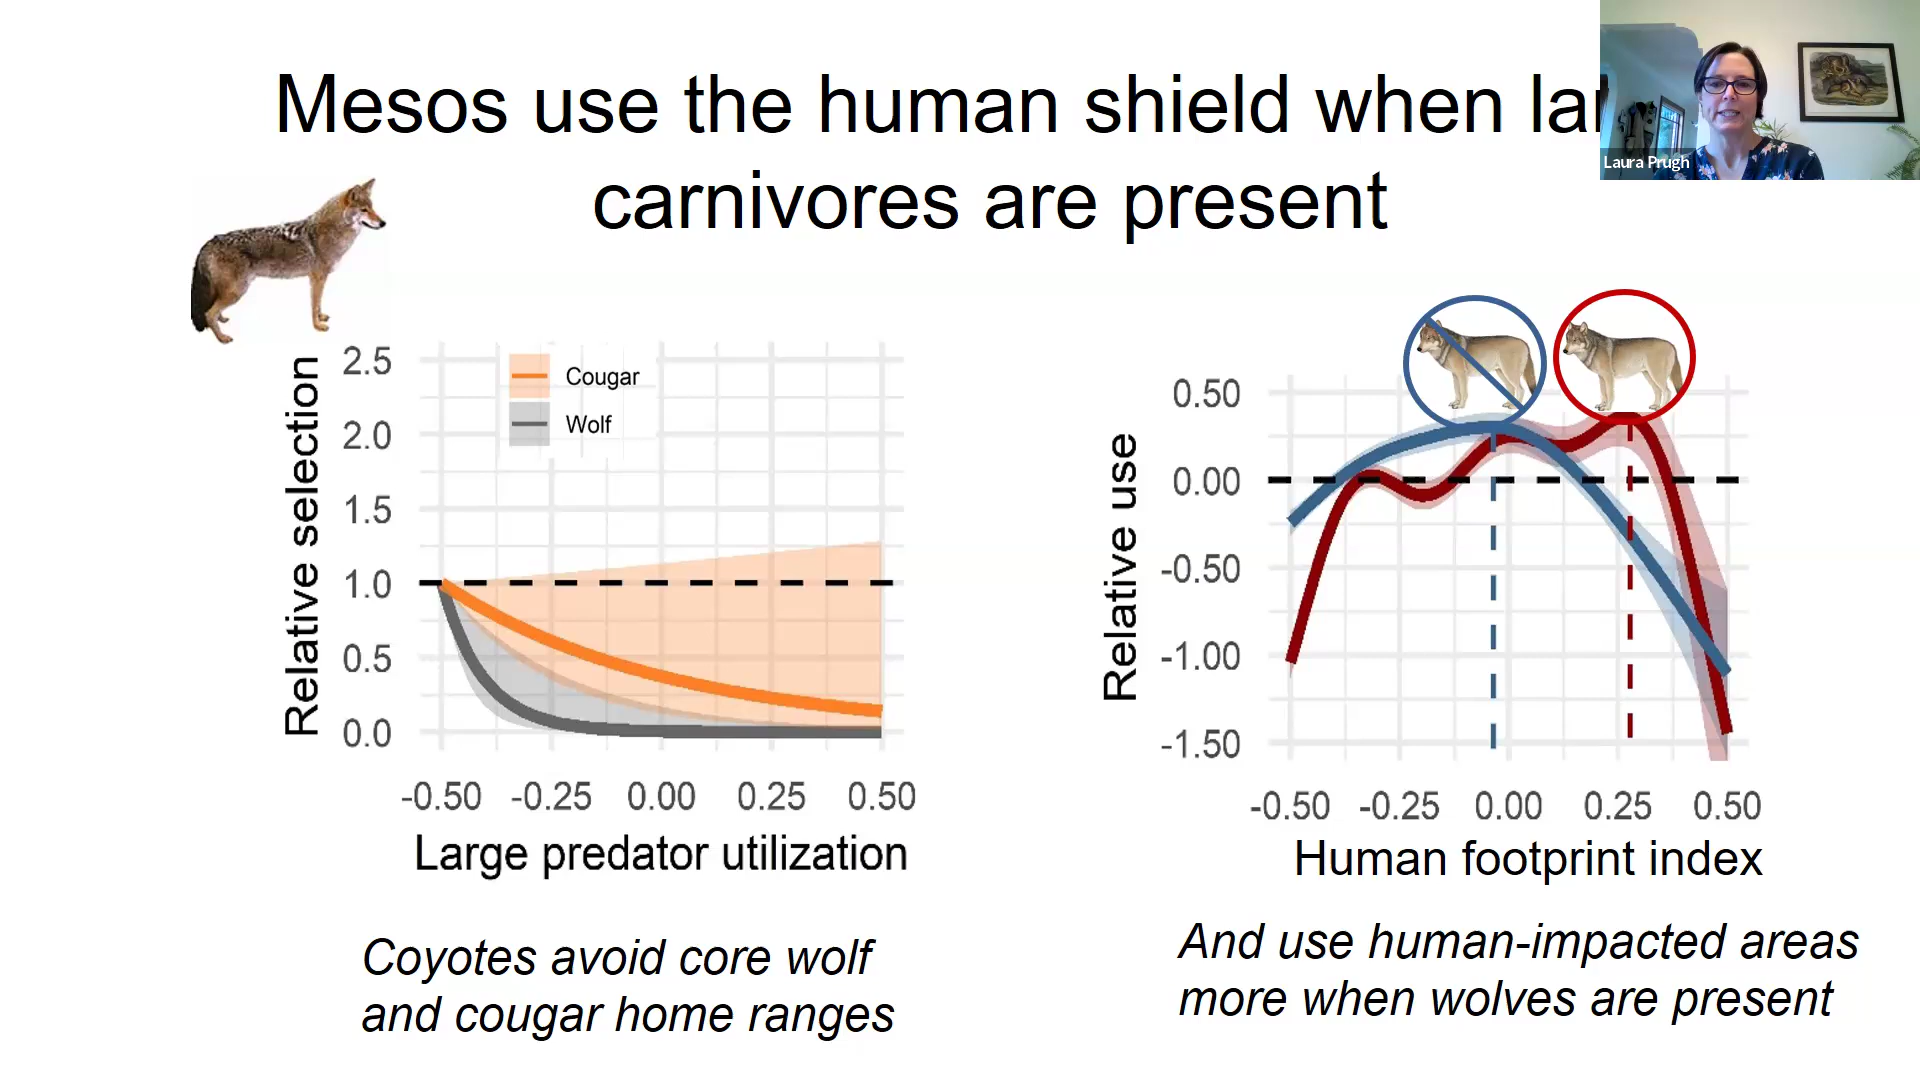 Mesos use the human shield when
carnivores are present
Laura Prugh
Relative selection
2.5
2.0
1.5
1.0
0.5
0.0
Cougar
Wolf
-0.50 -0.25 0.00 0.25 0.50
Large predator utilization
Coyotes avoid core wolf
and cougar home ranges
Relative use
0.50
0.00
-0.50
-1.00
-1.50
-0.50 -0.25 0.00 0.25 0.50
Human footprint index
And use human-impacted areas
more when wolves are present